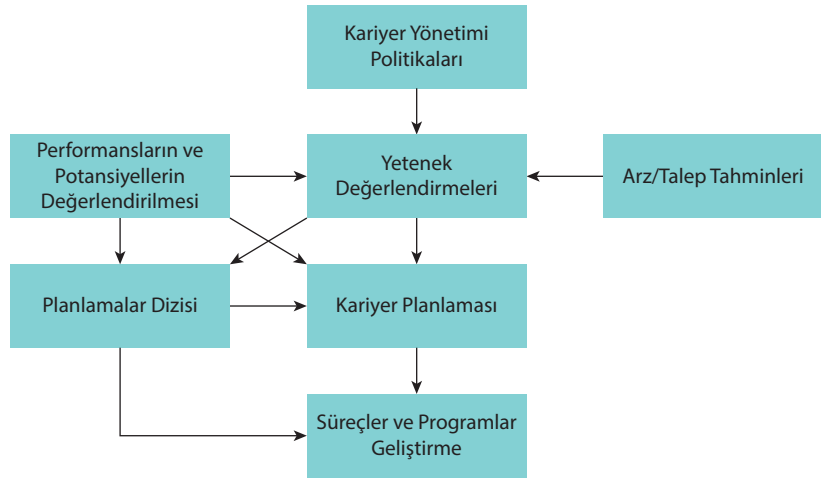 Kariyer Yönetimi
Politikaları
Performansların ve
Potansiyellerin
Değerlendirilmesi
Yetenek
Değerlendirmeleri
Arz/Talep Tahminleri
Planlamalar Dizisi
Kariyer Planlaması
Süreçler ve Programlar
Geliştirme